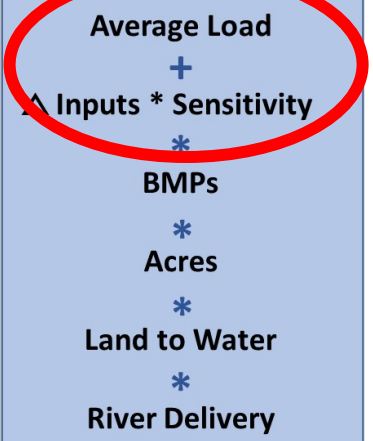 Average Load
+
Δ Inputs * Sensitivity
*
BMPs
*
Acres
*
Land to Water
*
River Delivery